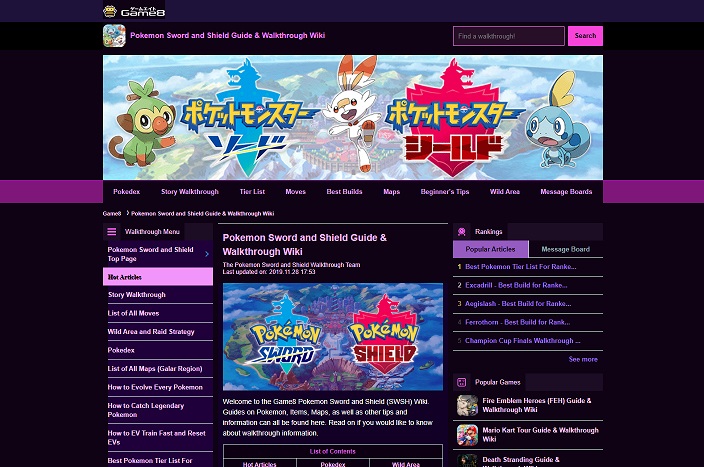 ゲームエイト
Game8
Pokemon Sword and Shield Guide & Walkthrough Wiki
Find a walkthrough!
Search
ポケットモンスター
ソード
ポケットモンスター
シールド
Pokedex
Story Walkthrough
Tier List
Moves
Best Builds
Maps
Beginner's Tips
Wild Area
Message Boards
Game8 Pokemon Sword and Shield Guide & Walkthrough Wiki
Walkthrough Menu
Pokemon Sword and Shield
Top Page
Hot Articles
Story Walkthrough
List of All Moves
Wild Area and Raid Strategy
Pokedex
List of All Maps (Galar Region)
How to Evolve Every Pokemon
How to Catch Legendary
Pokemon
How to EV Train Fast and Reset
EVs
Best Pokemon Tier List For
Pokemon Sword and Shield Guide &
Walkthrough Wiki
The Pokemon Sword and Shield Walkthrough Team
Last updated on: 2019.11.28 17:53
POKéMON
SWORD
POKéMON
SHIELD
Welcome to the Game8 Pokemon Sword and Shield (SWSH) Wiki.
Guides on Pokemon, Items, Maps, as well as other tips and
information can all be found here. Read on if you would like to know
about walkthrough information.
List of Contents
Hot Articles
Pokedex
Wild Area
Rankings
Popular Articles
Message Board
1 Best Pokemon Tier List For Ranke...
2 Excadrill - Best Build for Ranke...
3 Aegislash - Best Build for Ranke...
4 Ferrothorn - Best Build for Rank...
5 Champion Cup Finals Walkthrough ...
See more
Popular Games
Fire Emblem Heroes (FEH) Guide &
Walkthrough Wiki
Mario Kart Tour Guide & Walkthrough
Wiki
Death Stranding Guide &
Walkthrough Wiki